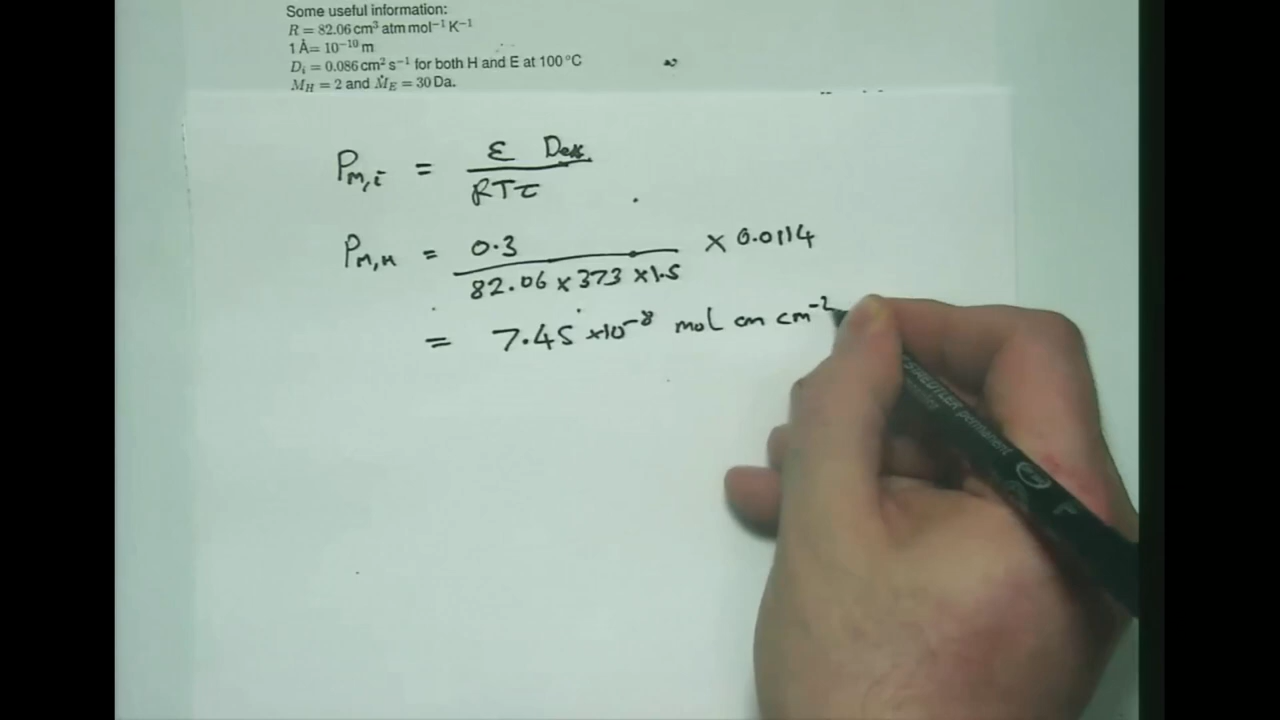 Some useful information:
R = 82.06 cm³ atm mol⁻¹ K⁻¹
1 Å= 10⁻¹⁰ m
Dᵢ = 0.086 cm² s⁻¹ for both H and E at 100 °C
M_H = 2 and M_E = 30 Da.
P_M,i = ε D_eff / RTτ
P_M,H = 0.3 / 82.06 × 373 × 1.5 × 0.0114
= 7.45 × 10⁻⁸ mol cm cm⁻²
STAEDTLER permanent